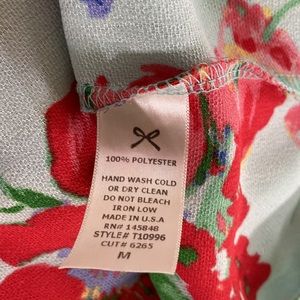 100% POLYESTER
HAND WASH COLD
OR DRY CLEAN
DO NOT BLEACH
IRON LOW
MADE IN U.S.A
RN# 145848
STYLE# T10996
CUT# 6265
M